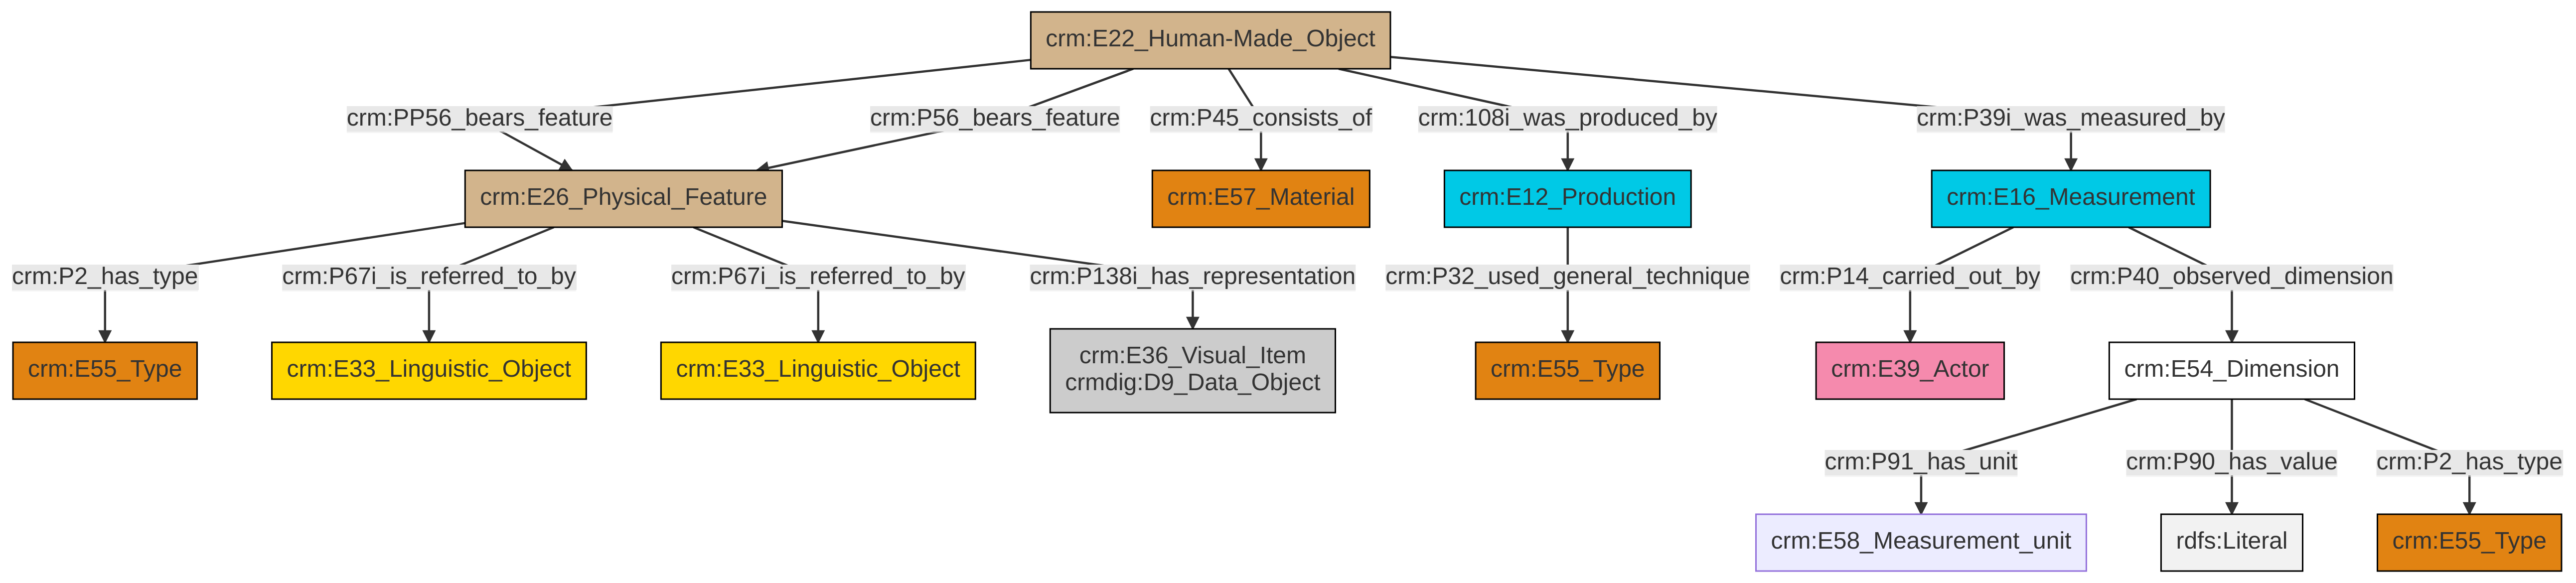 crm:E22_Human-Made_Object
crm:PP56_bears_feature
crm:P56_bears_feature
crm:P45_consists_of
crm:108i_was_produced_by
crm:P39i_was_measured_by
crm:E26_Physical_Feature
crm:E57_Material
crm:E12_Production
crm:E16_Measurement
crm:P2_has_type
crm:P67i_is_referred_to_by
crm:P67i_is_referred_to_by
crm:P138i_has_representation
crm:P32_used_general_technique
crm:P14_carried_out_by
crm:P40_observed_dimension
crm:E55_Type
crm:E33_Linguistic_Object
crm:E33_Linguistic_Object
crm:E36_Visual_Item
crmdig:D9_Data_Object
crm:E55_Type
crm:E39_Actor
crm:E54_Dimension
crm:P91_has_unit
crm:P90_has_value
crm:P2_has_type
crm:E58_Measurement_unit
rdfs:Literal
crm:E55_Type